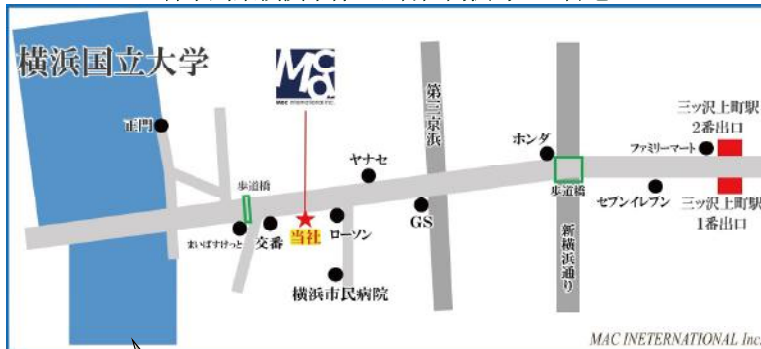 横浜国立大学
MAC International Inc.
正門
第三京浜
ホンダ
三ッ沢上町駅
2番出口
ファミリーマート
ヤナセ
歩道橋
歩道橋
セブンイレブン
三ッ沢上町駅
1番出口
まいばすけっと
交番
当社
ローソン
GS
新横浜通り
横浜市民病院
MAC INETERNATIONAL Inc.